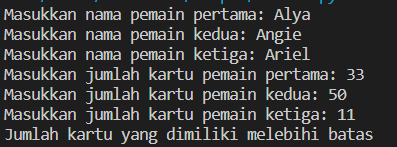 Masukkan nama pemain pertama: Alya
Masukkan nama pemain kedua: Angie
Masukkan nama pemain ketiga: Ariel
Masukkan jumlah kartu pemain pertama: 33
Masukkan jumlah kartu pemain kedua: 50
Masukkan jumlah kartu pemain ketiga: 11
Jumlah kartu yang dimiliki melebihi batas